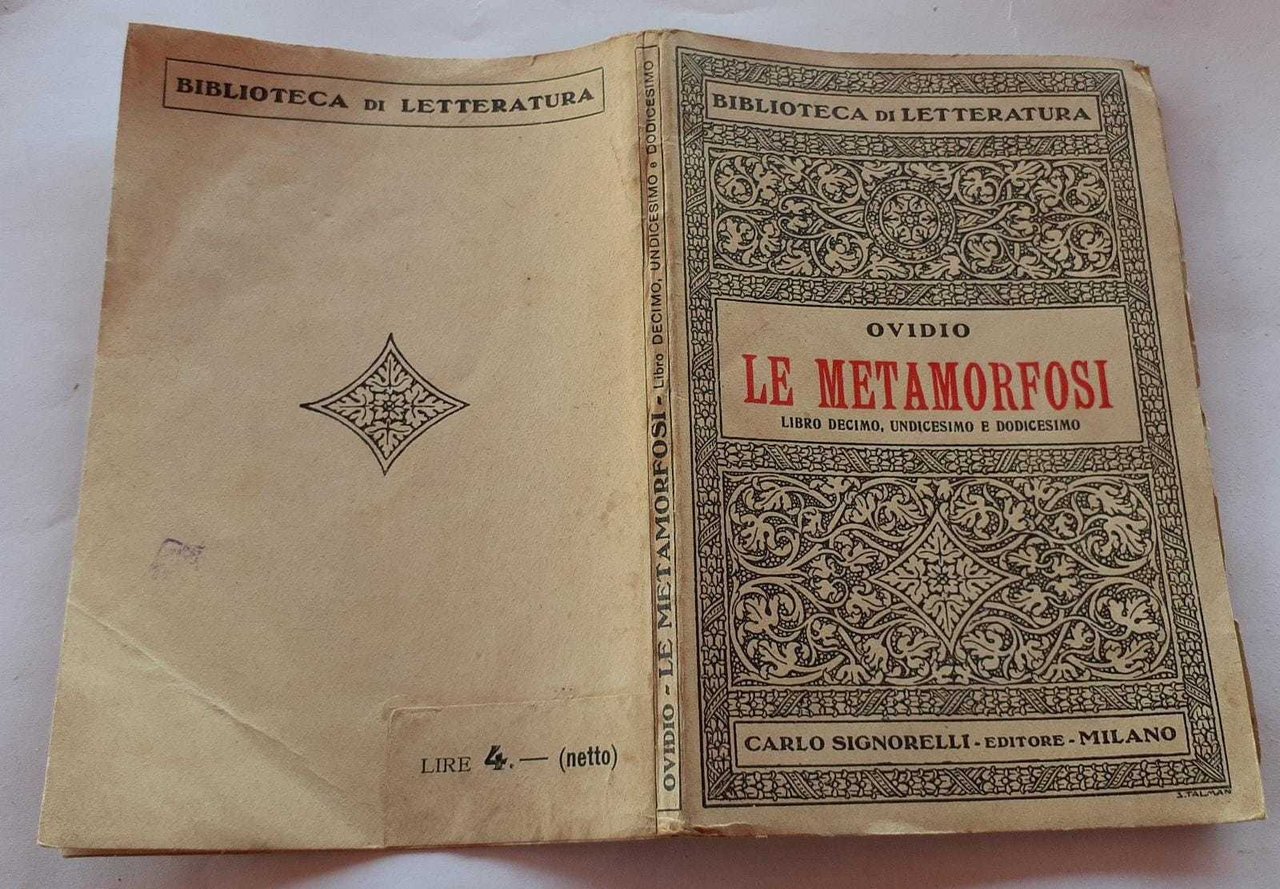 BIBLIOTECA DI LETTERATURA
LIRE 4.— (netto)
OVIDIO - LE METAMORFOSI - Libro DECIMO, UNDICESIMO e DODICESIMO
BIBLIOTECA DI LETTERATURA
OVIDIO
LE METAMORFOSI
LIBRO DECIMO, UNDICESIMO E DODICESIMO
CARLO SIGNORELLI - EDITORE - MILANO
S. TALMAN